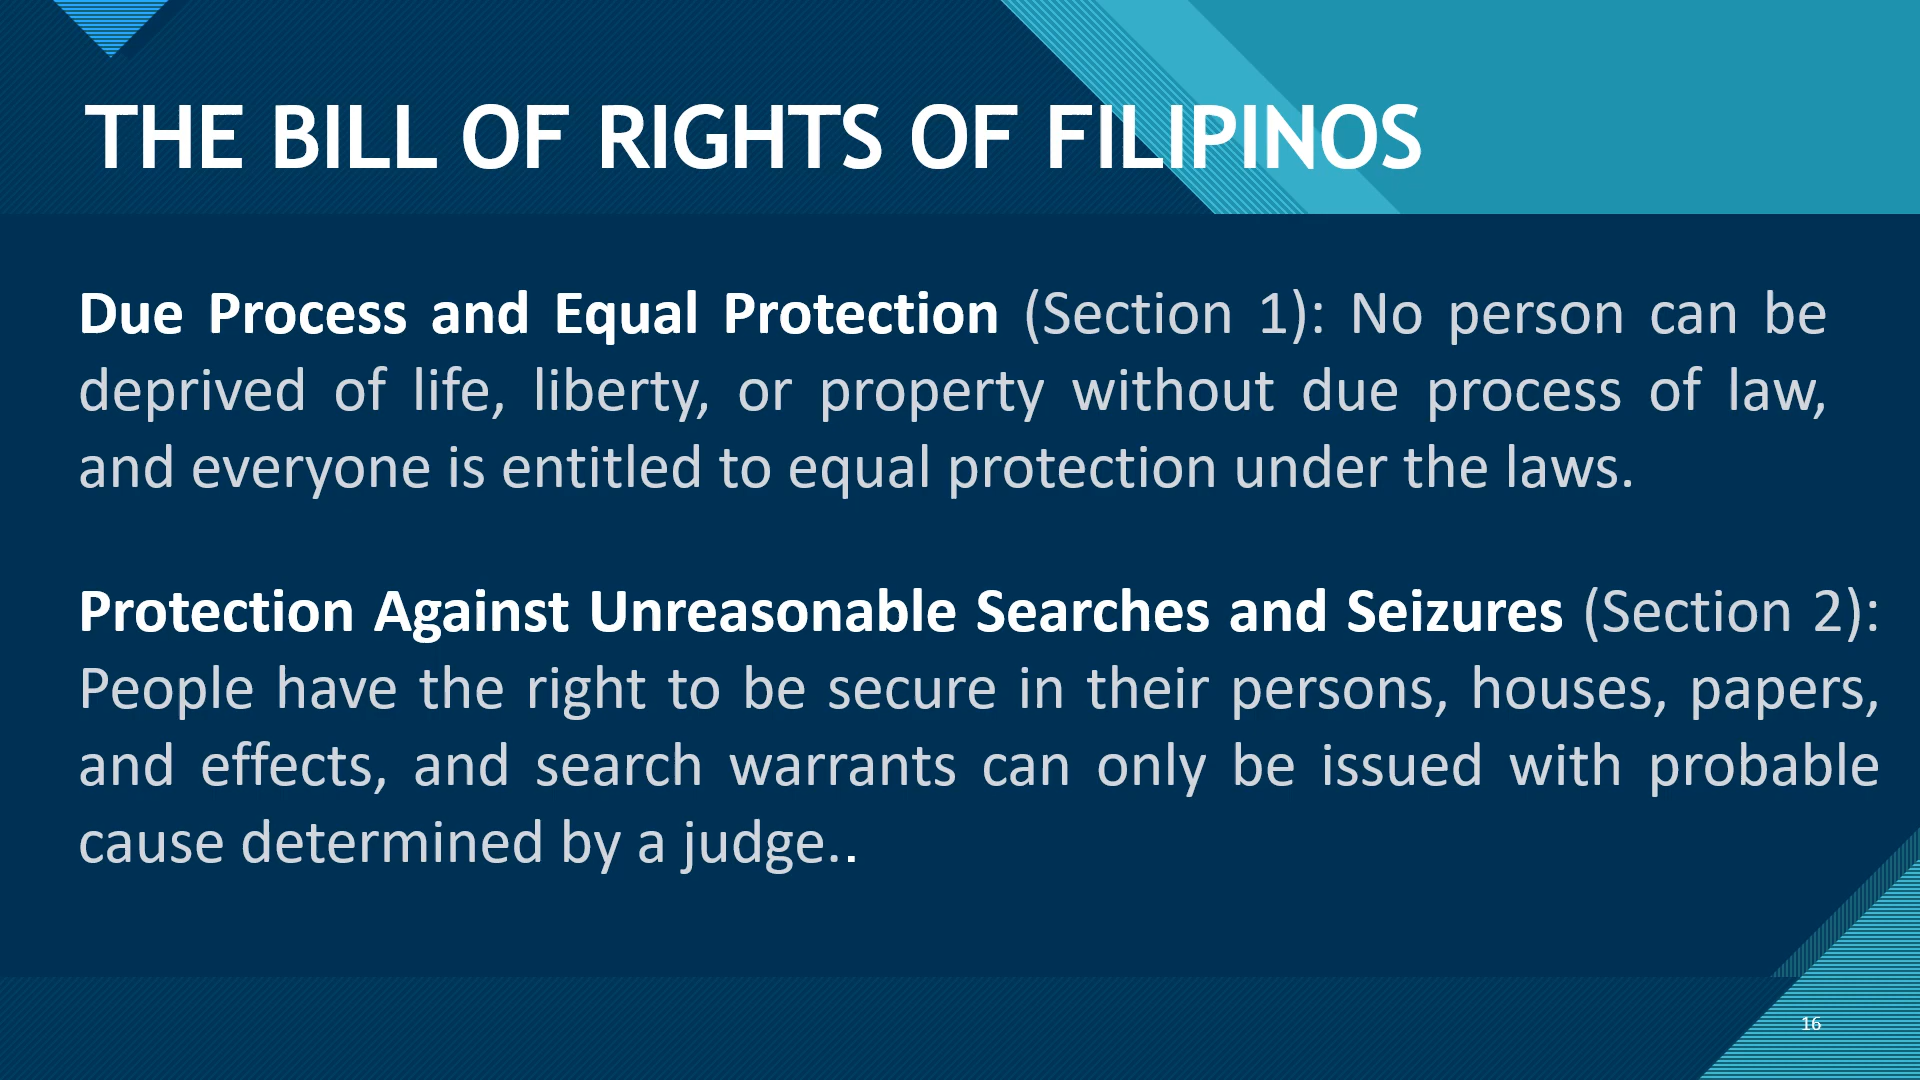 THE BILL OF RIGHTS OF FILIPINOS
Due Process and Equal Protection (Section 1): No person can be
deprived of life, liberty, or property without due process of law,
and everyone is entitled to equal protection under the laws.
Protection Against Unreasonable Searches and Seizures (Section 2):
People have the right to be secure in their persons, houses, papers,
and effects, and search warrants can only be issued with probable
cause determined by a judge..
16